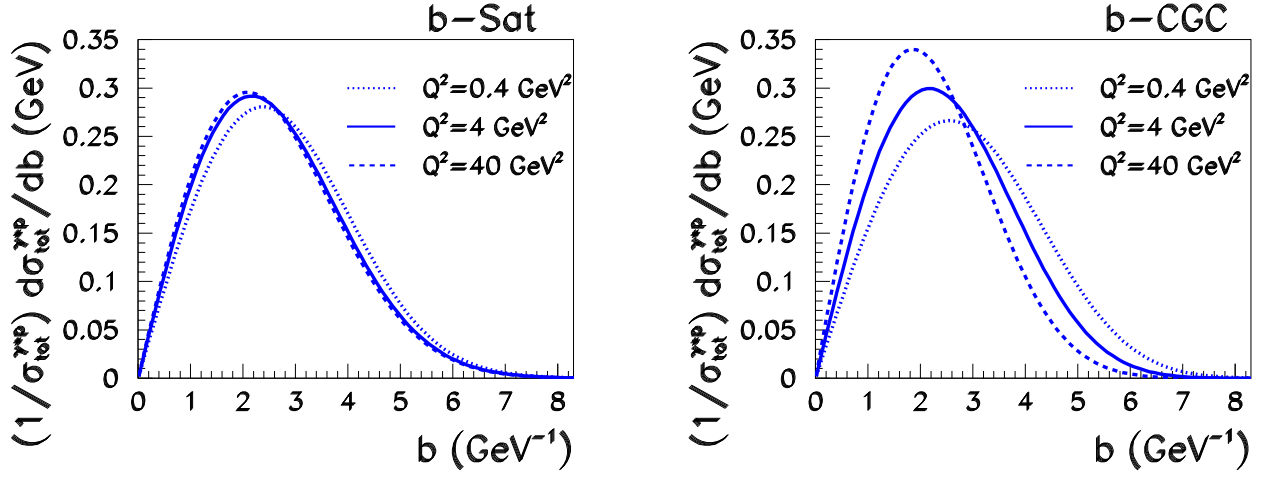 b−Sat
(1/σ_tot^γ*p) dσ_tot^γ*p/db (GeV)
0.35
0.3
0.25
0.2
0.15
0.1
0.05
0
Q²=0.4 GeV²
Q²=4 GeV²
Q²=40 GeV²
0 1 2 3 4 5 6 7 8
b (GeV⁻¹)
b−CGC
(1/σ_tot^γ*p) dσ_tot^γ*p/db (GeV)
0.35
0.3
0.25
0.2
0.15
0.1
0.05
0
Q²=0.4 GeV²
Q²=4 GeV²
Q²=40 GeV²
0 1 2 3 4 5 6 7 8
b (GeV⁻¹)